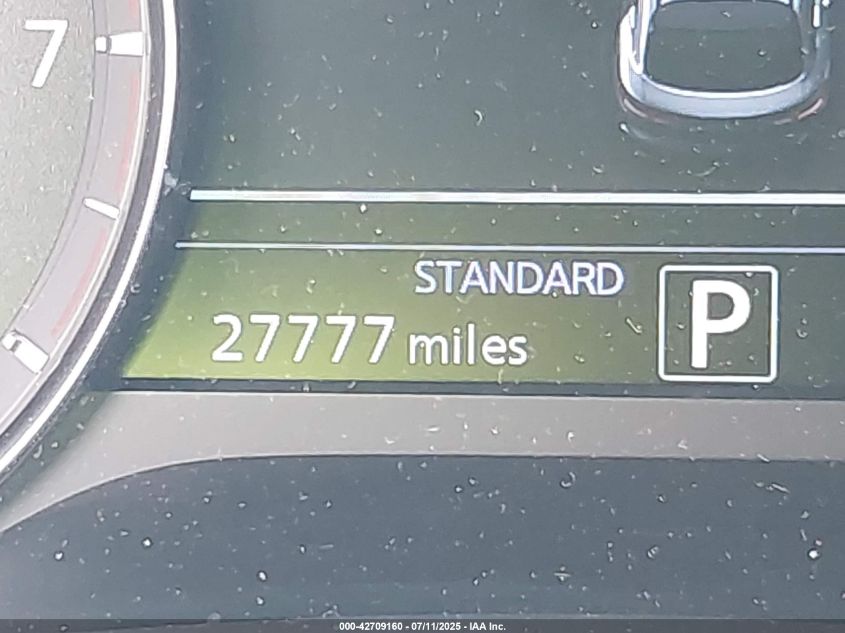 7
STANDARD
27777 miles
P
000-42709160 - 07/11/2025 - IAA Inc.